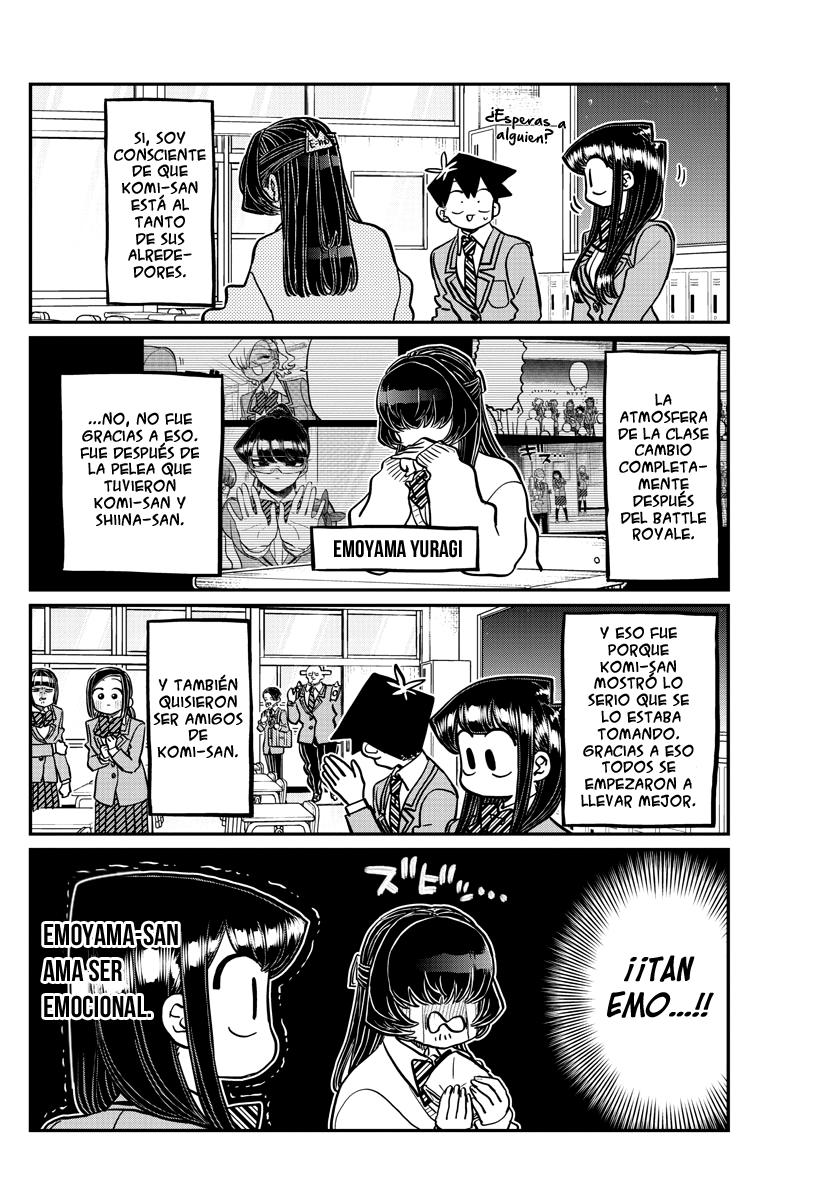 ¿Esperas a
alguien?
SI, SOY
CONSCIENTE
DE QUE
KOMI-SAN
ESTÁ AL
TANTO
DE SUS
ALREDE-
DORES.
LA
ATMOSFERA
DE LA CLASE
CAMBIO
COMPLETA-
MENTE
DESPUÉS
DEL BATTLE
ROYALE.
ギス…
...NO, NO FUE
GRACIAS A ESO.
FUE DESPUÉS DE
LA PELEA QUE
TUVIERON
KOMI-SAN Y
SHIINA-SAN.
EMOYAMA YURAGI
Y ESO FUE
PORQUE
KOMI-SAN
MOSTRÓ LO
SERIO QUE SE
LO ESTABA
TOMANDO.
GRACIAS A ESO
TODOS SE
EMPEZARON A
LLEVAR MEJOR.
Y TAMBIÉN
QUISIERON
SER AMIGOS
DE
KOMI-SAN.
¡¡TAN
EMO...!!
ズビッ…
EMOYAMA-SAN
AMA SER
EMOCIONAL.